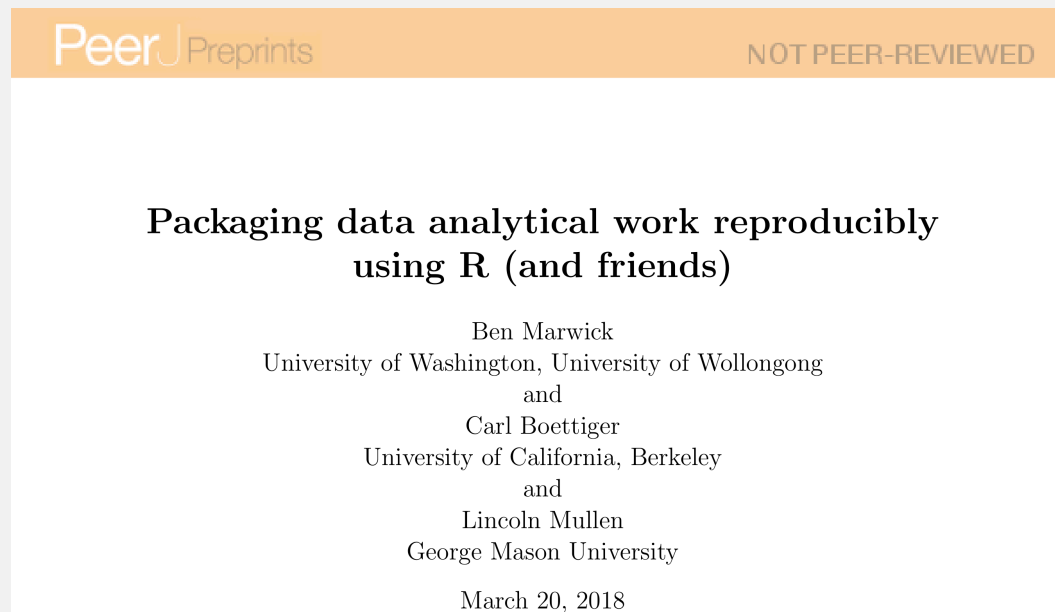 PeerJ Preprints
NOT PEER-REVIEWED
Packaging data analytical work reproducibly
using R (and friends)
Ben Marwick
University of Washington, University of Wollongong
and
Carl Boettiger
University of California, Berkeley
and
Lincoln Mullen
George Mason University
March 20, 2018